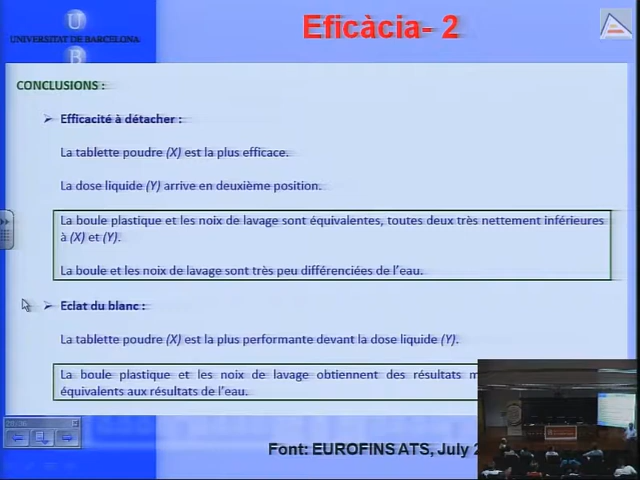 Eficàcia- 2
U
UNIVERSITAT DE BARCELONA
B
CONCLUSIONS :
Efficacité à détacher :
La tablette poudre (X) est la plus efficace.
La dose liquide (Y) arrive en deuxième position.
La boule plastique et les noix de lavage sont équivalentes, toutes deux très nettement inférieures
à (X) et (Y).
La boule et les noix de lavage sont très peu différenciées de l'eau.
Eclat du blanc :
La tablette poudre (X) est la plus performante devant la dose liquide (Y).
La boule plastique et les noix de lavage obtiennent des résultats
équivalents aux résultats de l'eau.
Font: EUROFINS ATS, July